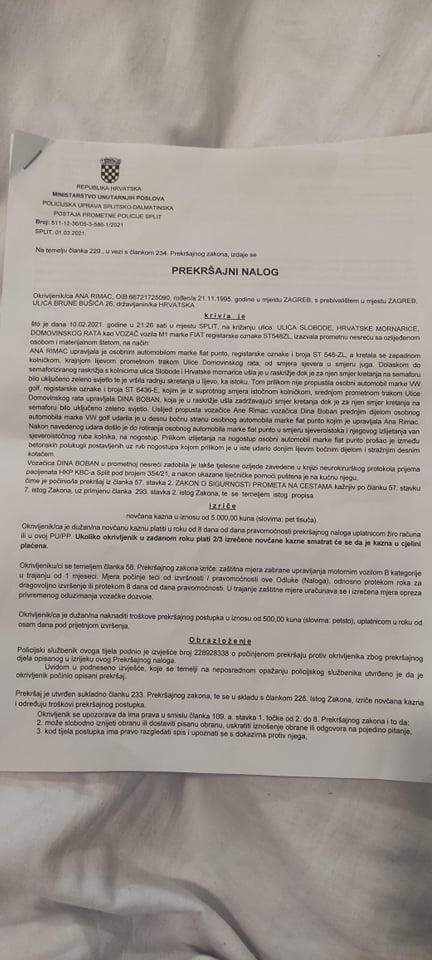 REPUBLIKA HRVATSKA
MINISTARSTVO UNUTARNJIH POSLOVA
POLICIJSKA UPRAVA SPLITSKO-DALMATINSKA
POSTAJA PROMETNE POLICIJE SPLIT
Broj: 511-12-36/05-3-586-1/2021
SPLIT, 01.03.2021.
Na temelju članka 229., u vezi s člankom 234. Prekršajnog zakona, izdaje se
PREKRŠAJNI NALOG
Okrivljenik/ca ANA RIMAC, OIB:66721725090, rođen/a 21.11.1995. godine u mjestu ZAGREB, s prebivalištem u mjestu ZAGREB,
ULICA BRUNE BUŠIĆA 26, državljanin/ka HRVATSKA
k r i v / a j e
što je dana 10.02.2021. godine u 21:26 sati u mjestu SPLIT, na križanju ulica: ULICA SLOBODE, HRVATSKE MORNARICE,
DOMOVINSKOG RATA kao VOZAČ vozila M1 marke FIAT registarske oznake ST548ZL, izazvala prometnu nesreću sa ozlijeđenom
osobom i materijalnom štetom, na način:
ANA RIMAC upravljala je osobnim automobilom marke fiat punto, registarske oznake i broja ST 548-ZL, a kretala se zapadnom
kolničkom, krajnjom lijevom prometnom trakom Ulice Domovinskog rata, od smjera sjevera u smjeru juga. Dolaskom do
semaforiziranog raskrižja s kolnicima ulica Slobode i Hrvatske mornarice ušla je u raskrižje dok je za njen smjer kretanja na semaforu
bilo uključeno zeleno svjetlo te je vršila radnju skretanja u lijevo, ka istoku. Tom prilikom nije propustila osobni automobil marke VW
golf, registarske oznake i broja ST 6436-E, kojim je iz suprotnog smjera istočnom kolničkom, srednjom prometnom trakom Ulice
Domovinskog rata upravljala DINA BOBAN, koja je u raskrižje ušla zadržavajući smjer kretanja dok je za njen smjer kretanja na
semaforu bilo uključeno zeleno svjetlo. Uslijed propusta vozačice Ane Rimac vozačica Dina Boban prednjim dijelom osobnog
automobila marke VW golf udarila je u desnu bočnu stranu osobnog automobila marke fiat punto kojim je upravljala Ana Rimac.
Nakon navedenog udara došlo je do rotiranja osobnog automobila marke fiat punto u smjeru sjeveroistoka i njegovog izlijetanja van
sjeveroistočnog ruba kolnika, na nogostup. Prilikom izlijetanja na nogostup osobni automobil marke fiat punto prošao je između
betonskih polukugli postavljenih uz rub nogostupa kojom prilikom je u iste udario donjim lijevim bočnim dijelom i stražnjim desnim
kotačem.
Vozačica DINA BOBAN u prometnoj nesreći zadobila je lakše tjelesne ozljede zavedene u knjizi neurokirurškog protokola prijema
pacijenata HKP KBC-a Split pod brojem 354/21, a nakon ukazane liječničke pomoći puštena je na kućnu njegu.
čime je počinio/la prekršaj iz članka 57. stavka 2. ZAKON O SIGURNOSTI PROMETA NA CESTAMA kažnjiv po članku 57. stavku
7. istog Zakona, uz primjenu članka 293. stavka 2. istog Zakona, te se temeljem istog propisa
i z r i č e
novčana kazna u iznosu od 5.000,00 kuna (slovima: pet tisuća).
Okrivljenik/ca je dužan/na novčanu kaznu platiti u roku od 8 dana od dana pravomoćnosti prekršajnog naloga uplatnicom žiro računa
ili u ovoj PU/PP. Ukoliko okrivljenik u zadanom roku plati 2/3 izrečene novčane kazne smatrat će se da je kazna u cjelini
plaćena.
Okrivljeniku/ci se temeljem članka 58. Prekršajnog zakona izriče: zaštitna mjera zabrane upravljanja motornim vozilom B kategorije
u trajanju od 1 mjeseci. Mjera počinje teći od izvršnosti / pravomoćnosti ove Odluke (Naloga), odnosno protekom roka za
dragovoljno izvršenje ili protekom 8 dana od dana pravomoćnosti. U trajanje zaštitne mjere uračunava se i izrečena mjera opreza
privremenog oduzimanja vozačke dozvole.
Okrivljenik/ca je dužan/na naknaditi troškove prekršajnog postupka u iznosu od 500,00 kuna (slovima: petsto), uplatnicom u roku od
osam dana od prijetnjom izvršenja.
O b r a z l o ž e n j e
Policijski službenik ovoga tijela podnio je izvješće broj 228928338 o počinjenom prekršaju protiv okrivljenika zbog prekršajnog
djela opisanog u izrijeku ovog Prekršajnog naloga.
Uvidom u podneseno izvješće, koje se temelji na neposrednom opažanju policijskog službenika utvrđeno je da je
okrivljenik počinio opisani prekršaj.
Prekršaj je utvrđen sukladno članku 233. Prekršajnog zakona, te se u skladu s člankom 228. Istog Zakona, izriče novčana kazna
i određuju troškovi prekršajnog postupka.
Okrivljenik se upozorava da ima prava u smislu članka 109. a. stavka 1. točke od 2. do 8. Prekršajnog zakona i to da:
2. može slobodno iznijeti obranu ili dostaviti pisanu obranu, uskratiti iznošenje obrane ili odgovora na pojedino pitanje,
3. kod tijela postupka ima pravo razgledati spis i upoznati se s dokazima protiv njega,